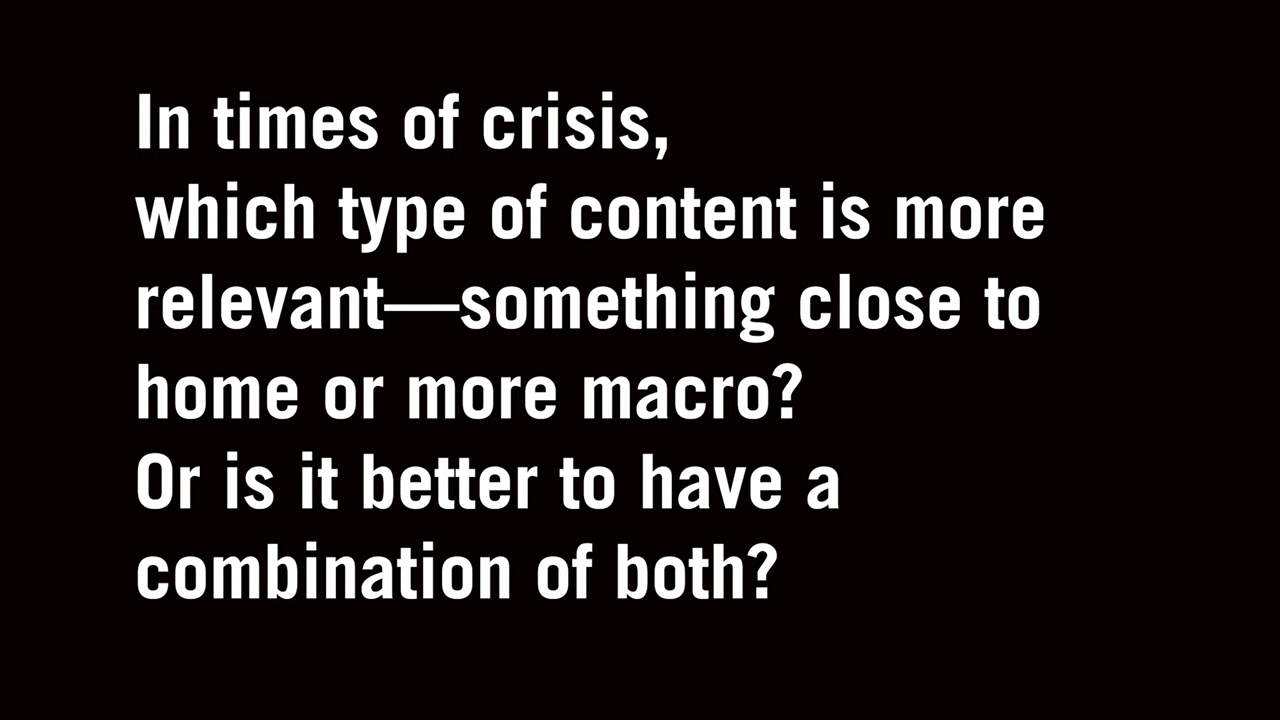 In times of crisis,
which type of content is more
relevant—something close to
home or more macro?
Or is it better to have a
combination of both?